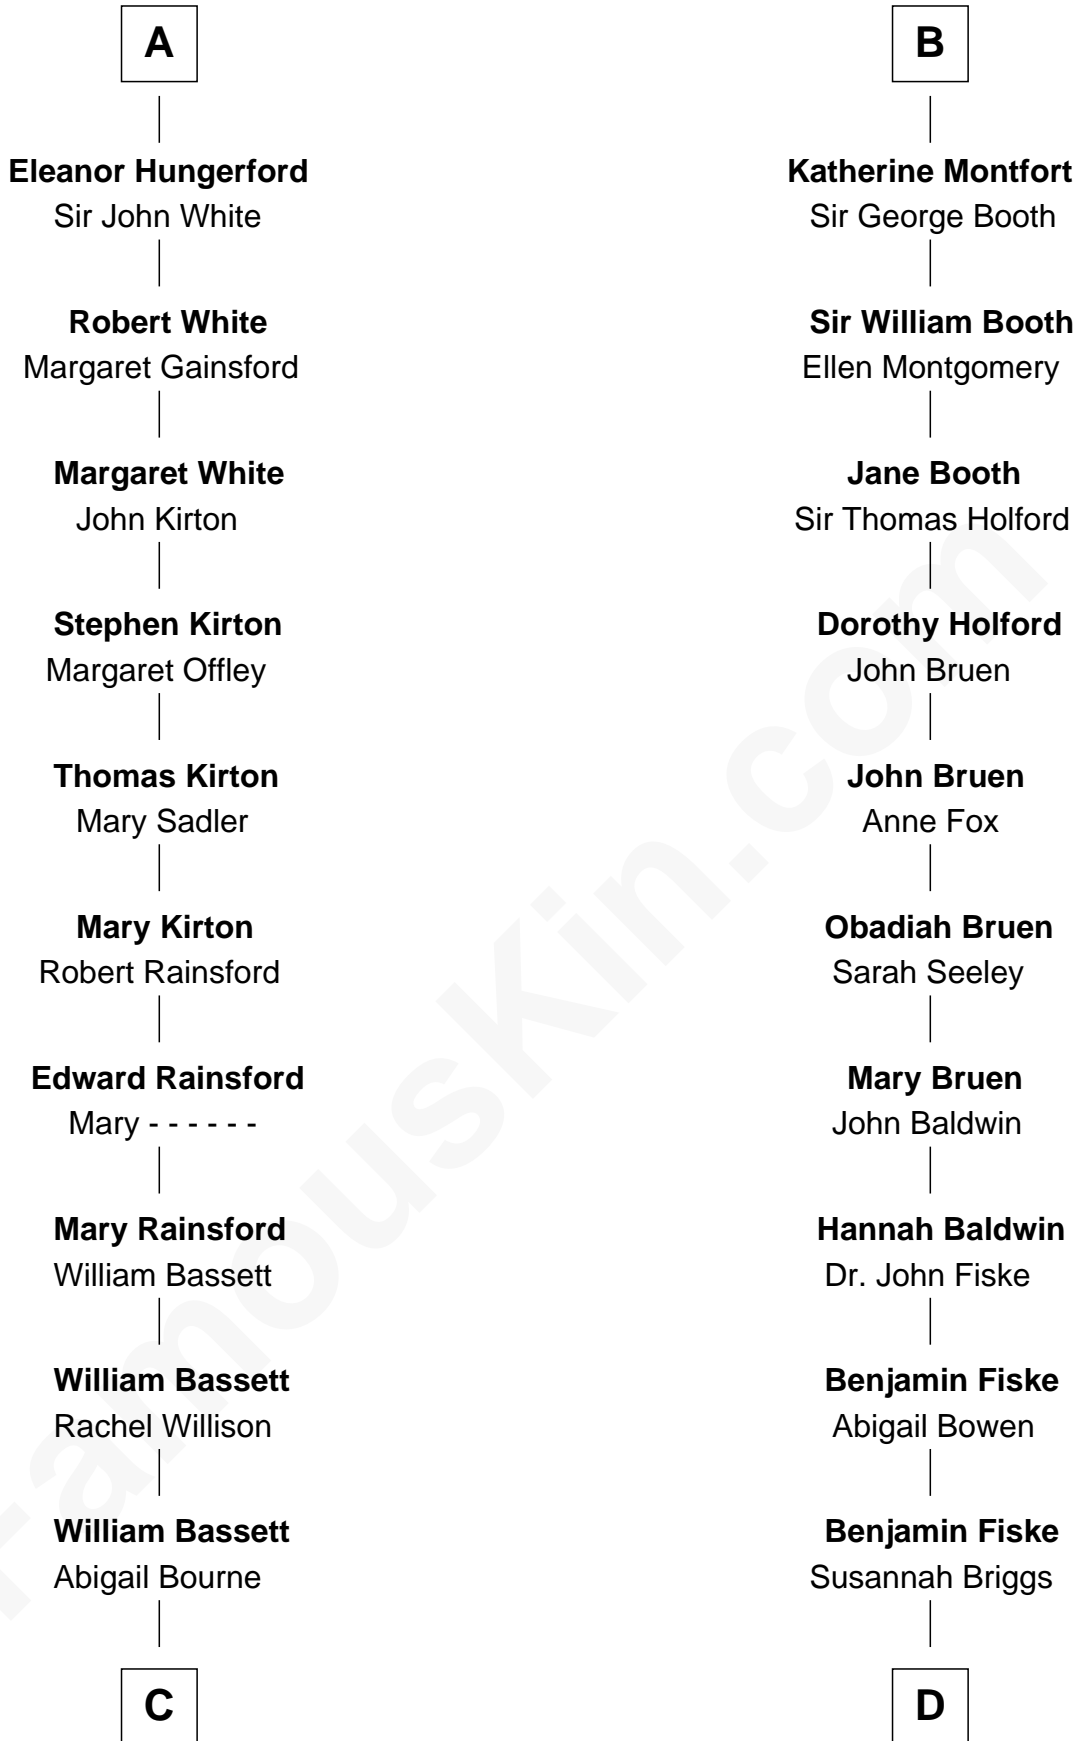 A
Eleanor Hungerford
Sir John White
Robert White
Margaret Gainsford
Margaret White
John Kirton
Stephen Kirton
Margaret Offley
Thomas Kirton
Mary Sadler
Mary Kirton
Robert Rainsford
Edward Rainsford
Mary - - - - - -
Mary Rainsford
William Bassett
William Bassett
Rachel Willison
William Bassett
Abigail Bourne
C
B
Katherine Montfort
Sir George Booth
Sir William Booth
Ellen Montgomery
Jane Booth
Sir Thomas Holford
Dorothy Holford
John Bruen
John Bruen
Anne Fox
Obadiah Bruen
Sarah Seeley
Mary Bruen
John Baldwin
Hannah Baldwin
Dr. John Fiske
Benjamin Fiske
Abigail Bowen
Benjamin Fiske
Susannah Briggs
D
FamousKin.com